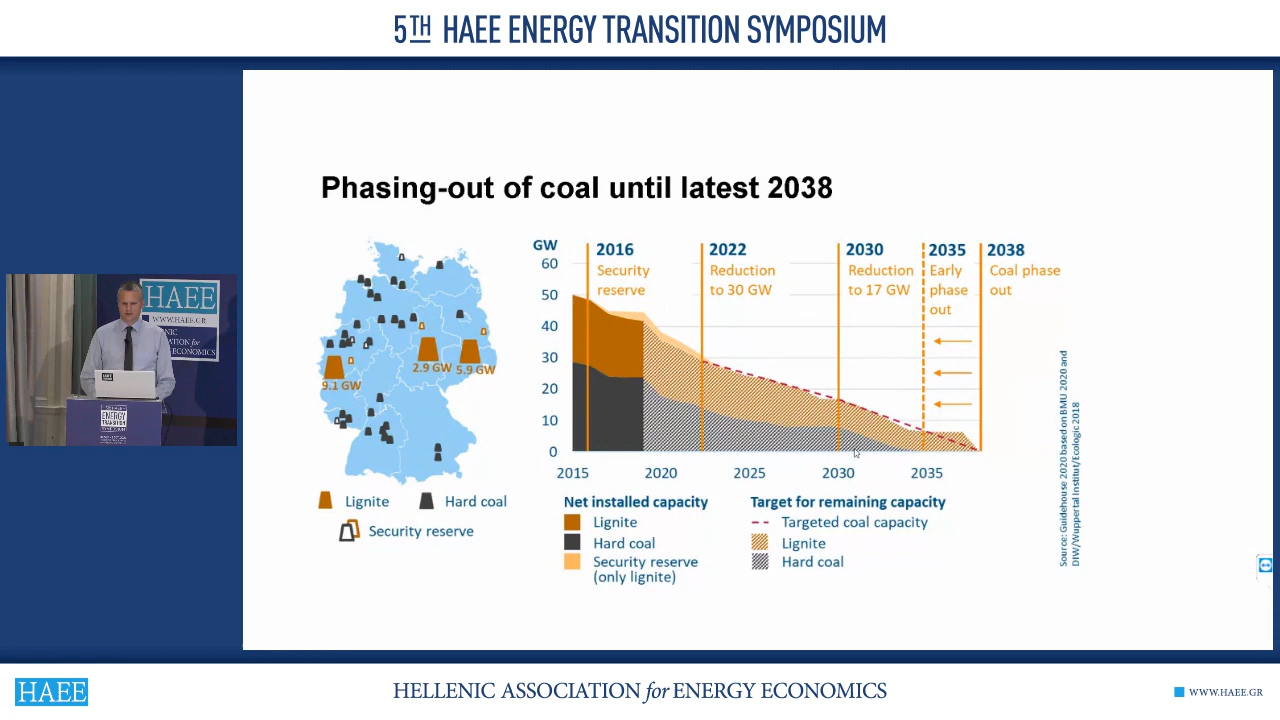 5TH HAEE ENERGY TRANSITION SYMPOSIUM
Phasing-out of coal until latest 2038
9.1 GW
2.9 GW
5.9 GW
Lignite
Hard coal
Security reserve
GW
60
50
40
30
20
10
0
2016
Security
reserve
2022
Reduction
to 30 GW
2030
Reduction
to 17 GW
2035
Early
phase
out
2038
Coal phase
out
2015
2020
2025
2030
2035
Net installed capacity
Lignite
Hard coal
Security reserve
(only lignite)
Target for remaining capacity
Targeted coal capacity
Lignite
Hard coal
Source: Guidehouse 2020 based on BMU 2020 and
DIW/Wuppertal Institut/Ecologic 2018
HAEE
WWW.HAEE.GR
ECONOMICS
ENERGY
TRANSITION
HAEE
HELLENIC ASSOCIATION for ENERGY ECONOMICS
WWW.HAEE.GR